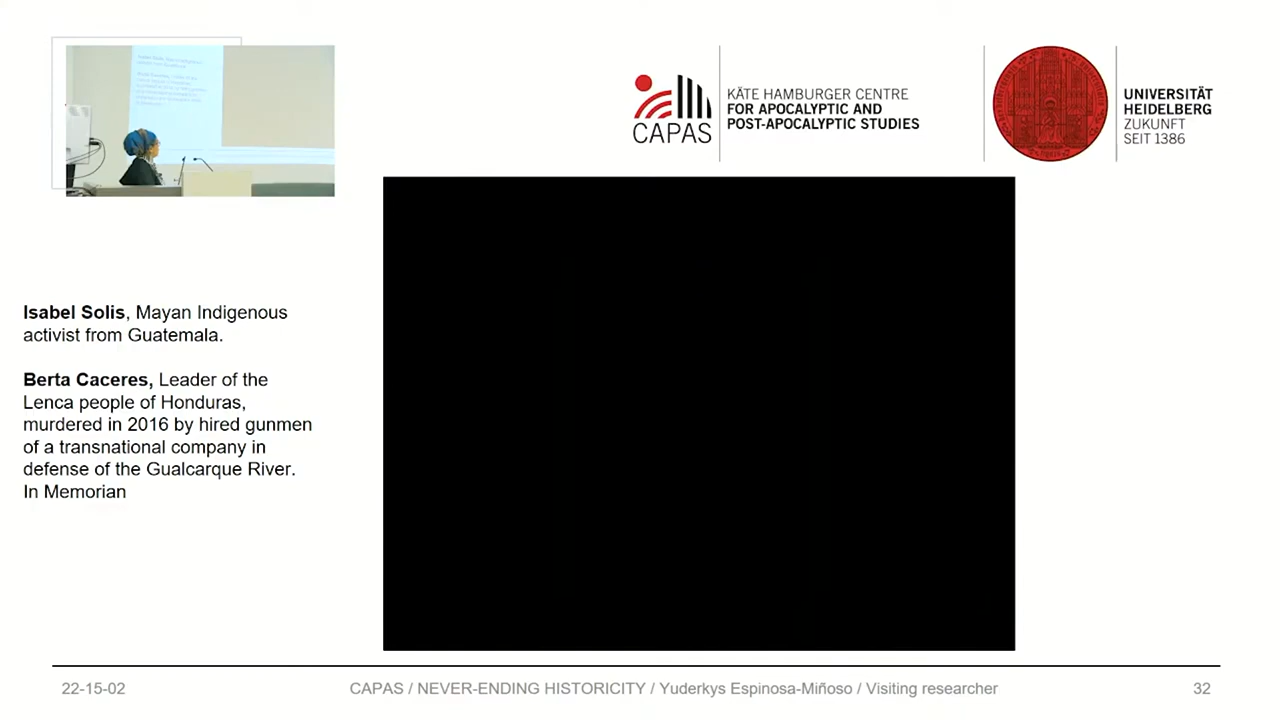 CAPAS
KÄTE HAMBURGER CENTRE
FOR APOCALYPTIC AND
POST-APOCALYPTIC STUDIES
UNIVERSITÄT
HEIDELBERG
ZUKUNFT
SEIT 1386
Isabel Solis, Mayan Indigenous
activist from Guatemala.
Berta Caceres, Leader of the
Lenca people of Honduras,
murdered in 2016 by hired gunmen
of a transnational company in
defense of the Gualcarque River.
In Memorian
22-15-02
CAPAS / NEVER-ENDING HISTORICITY / Yuderkys Espinosa-Miñoso / Visiting researcher
32